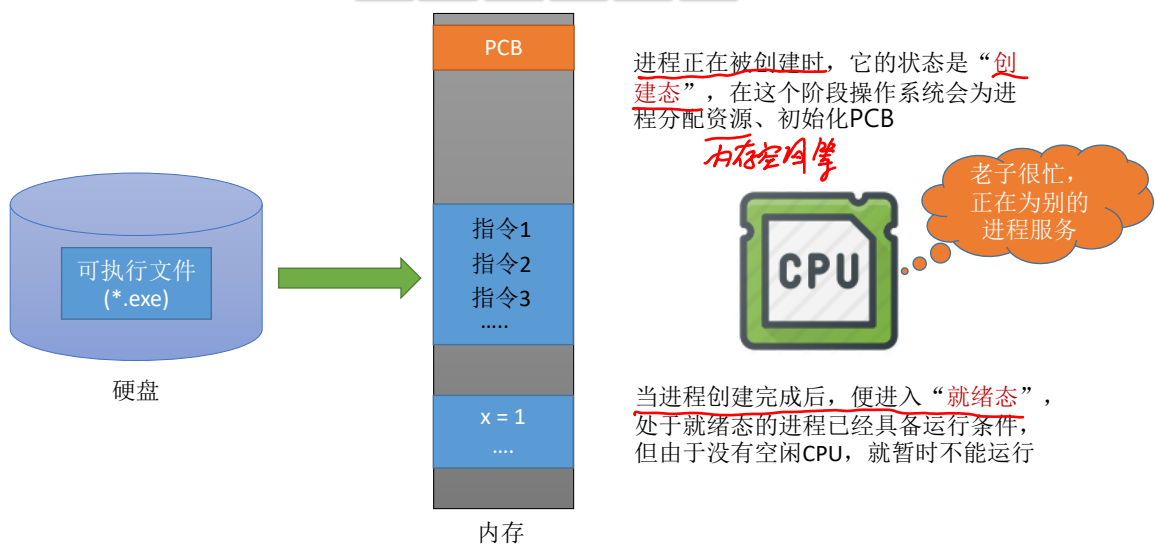 PCB
进程正在被创建时，它的状态是“创
建态”，在这个阶段操作系统会为进
程分配资源、初始化PCB
内存空间等
老子很忙，
正在为别的
进程服务
CPU
可执行文件
(*.exe)
硬盘
指令1
指令2
指令3
.....
x = 1
....
内存
当进程创建完成后，便进入“就绪态”，
处于就绪态的进程已经具备运行条件，
但由于没有空闲CPU，就暂时不能运行